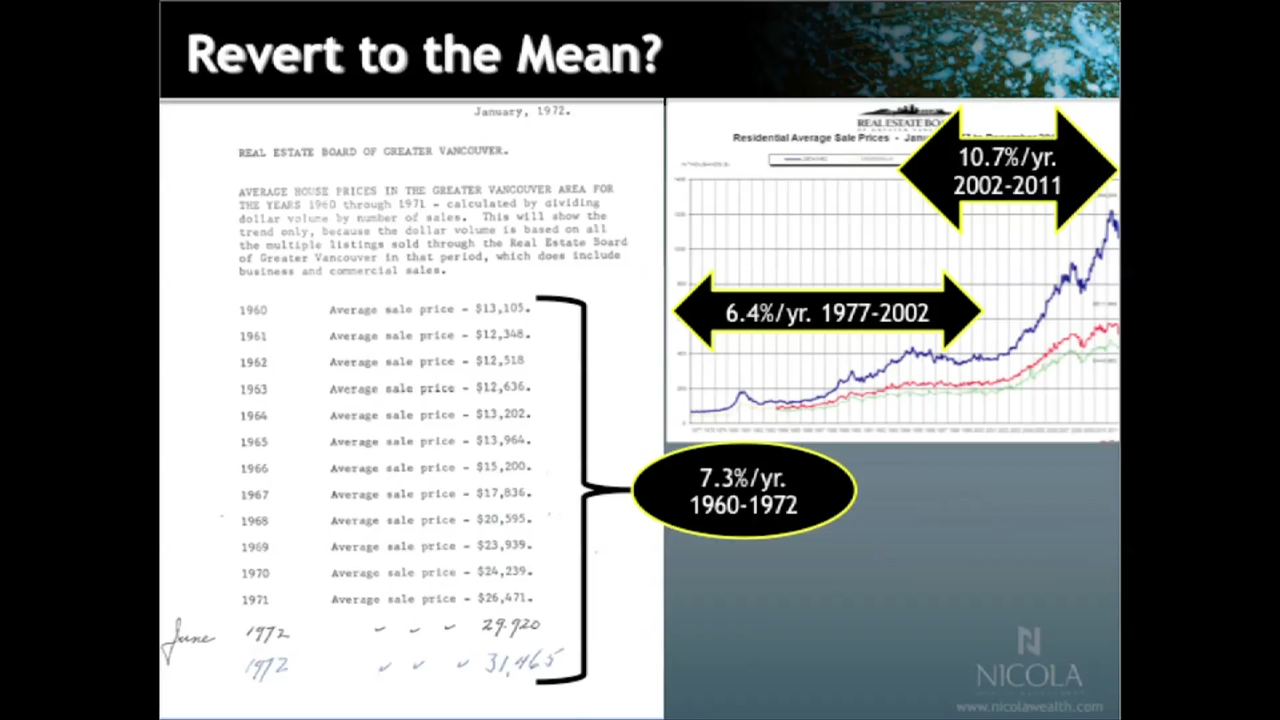 Revert to the Mean?
January, 1972.
REAL ESTATE BOARD OF GREATER VANCOUVER.
AVERAGE HOUSE PRICES IN THE GREATER VANCOUVER AREA FOR
THE YEARS 1960 through 1971 - calculated by dividing
dollar volume by number of sales. This will show the
trend only, because the dollar volume is based on all
the multiple listings sold through the Real Estate Board
of Greater Vancouver in that period, which does include
business and commercial sales.
1960 Average sale price - $13,105.
1961 Average sale price - $12,348.
1962 Average sale price - $12,518
1963 Average sale price - $12,636.
1964 Average sale price - $13,202.
1965 Average sale price - $13,964.
1966 Average sale price - $15,200.
1967 Average sale price - $17,836.
1968 Average sale price - $20,595.
1969 Average sale price - $23,939.
1970 Average sale price - $24,239.
1971 Average sale price - $26,471.
June 1972 29.920
1972 31,465
REAL ESTATE BOA
Residential Average Sale Prices - Janu
10.7%/yr.
2002-2011
6.4%/yr. 1977-2002
7.3%/yr.
1960-1972
NICOLA
www.nicolawealth.com